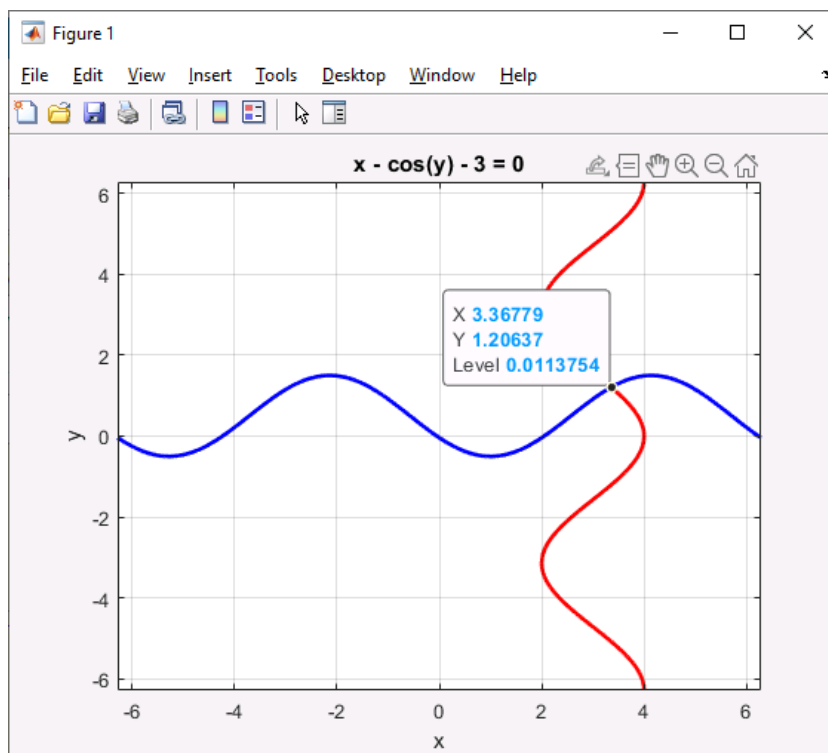 Figure 1
File Edit View Insert Tools Desktop Window Help
x - cos(y) - 3 = 0
6
4
X 3.36779
Y 1.20637
Level 0.0113754
2
0
y
-2
-4
-6
-6 -4 -2 0 2 4 6
x